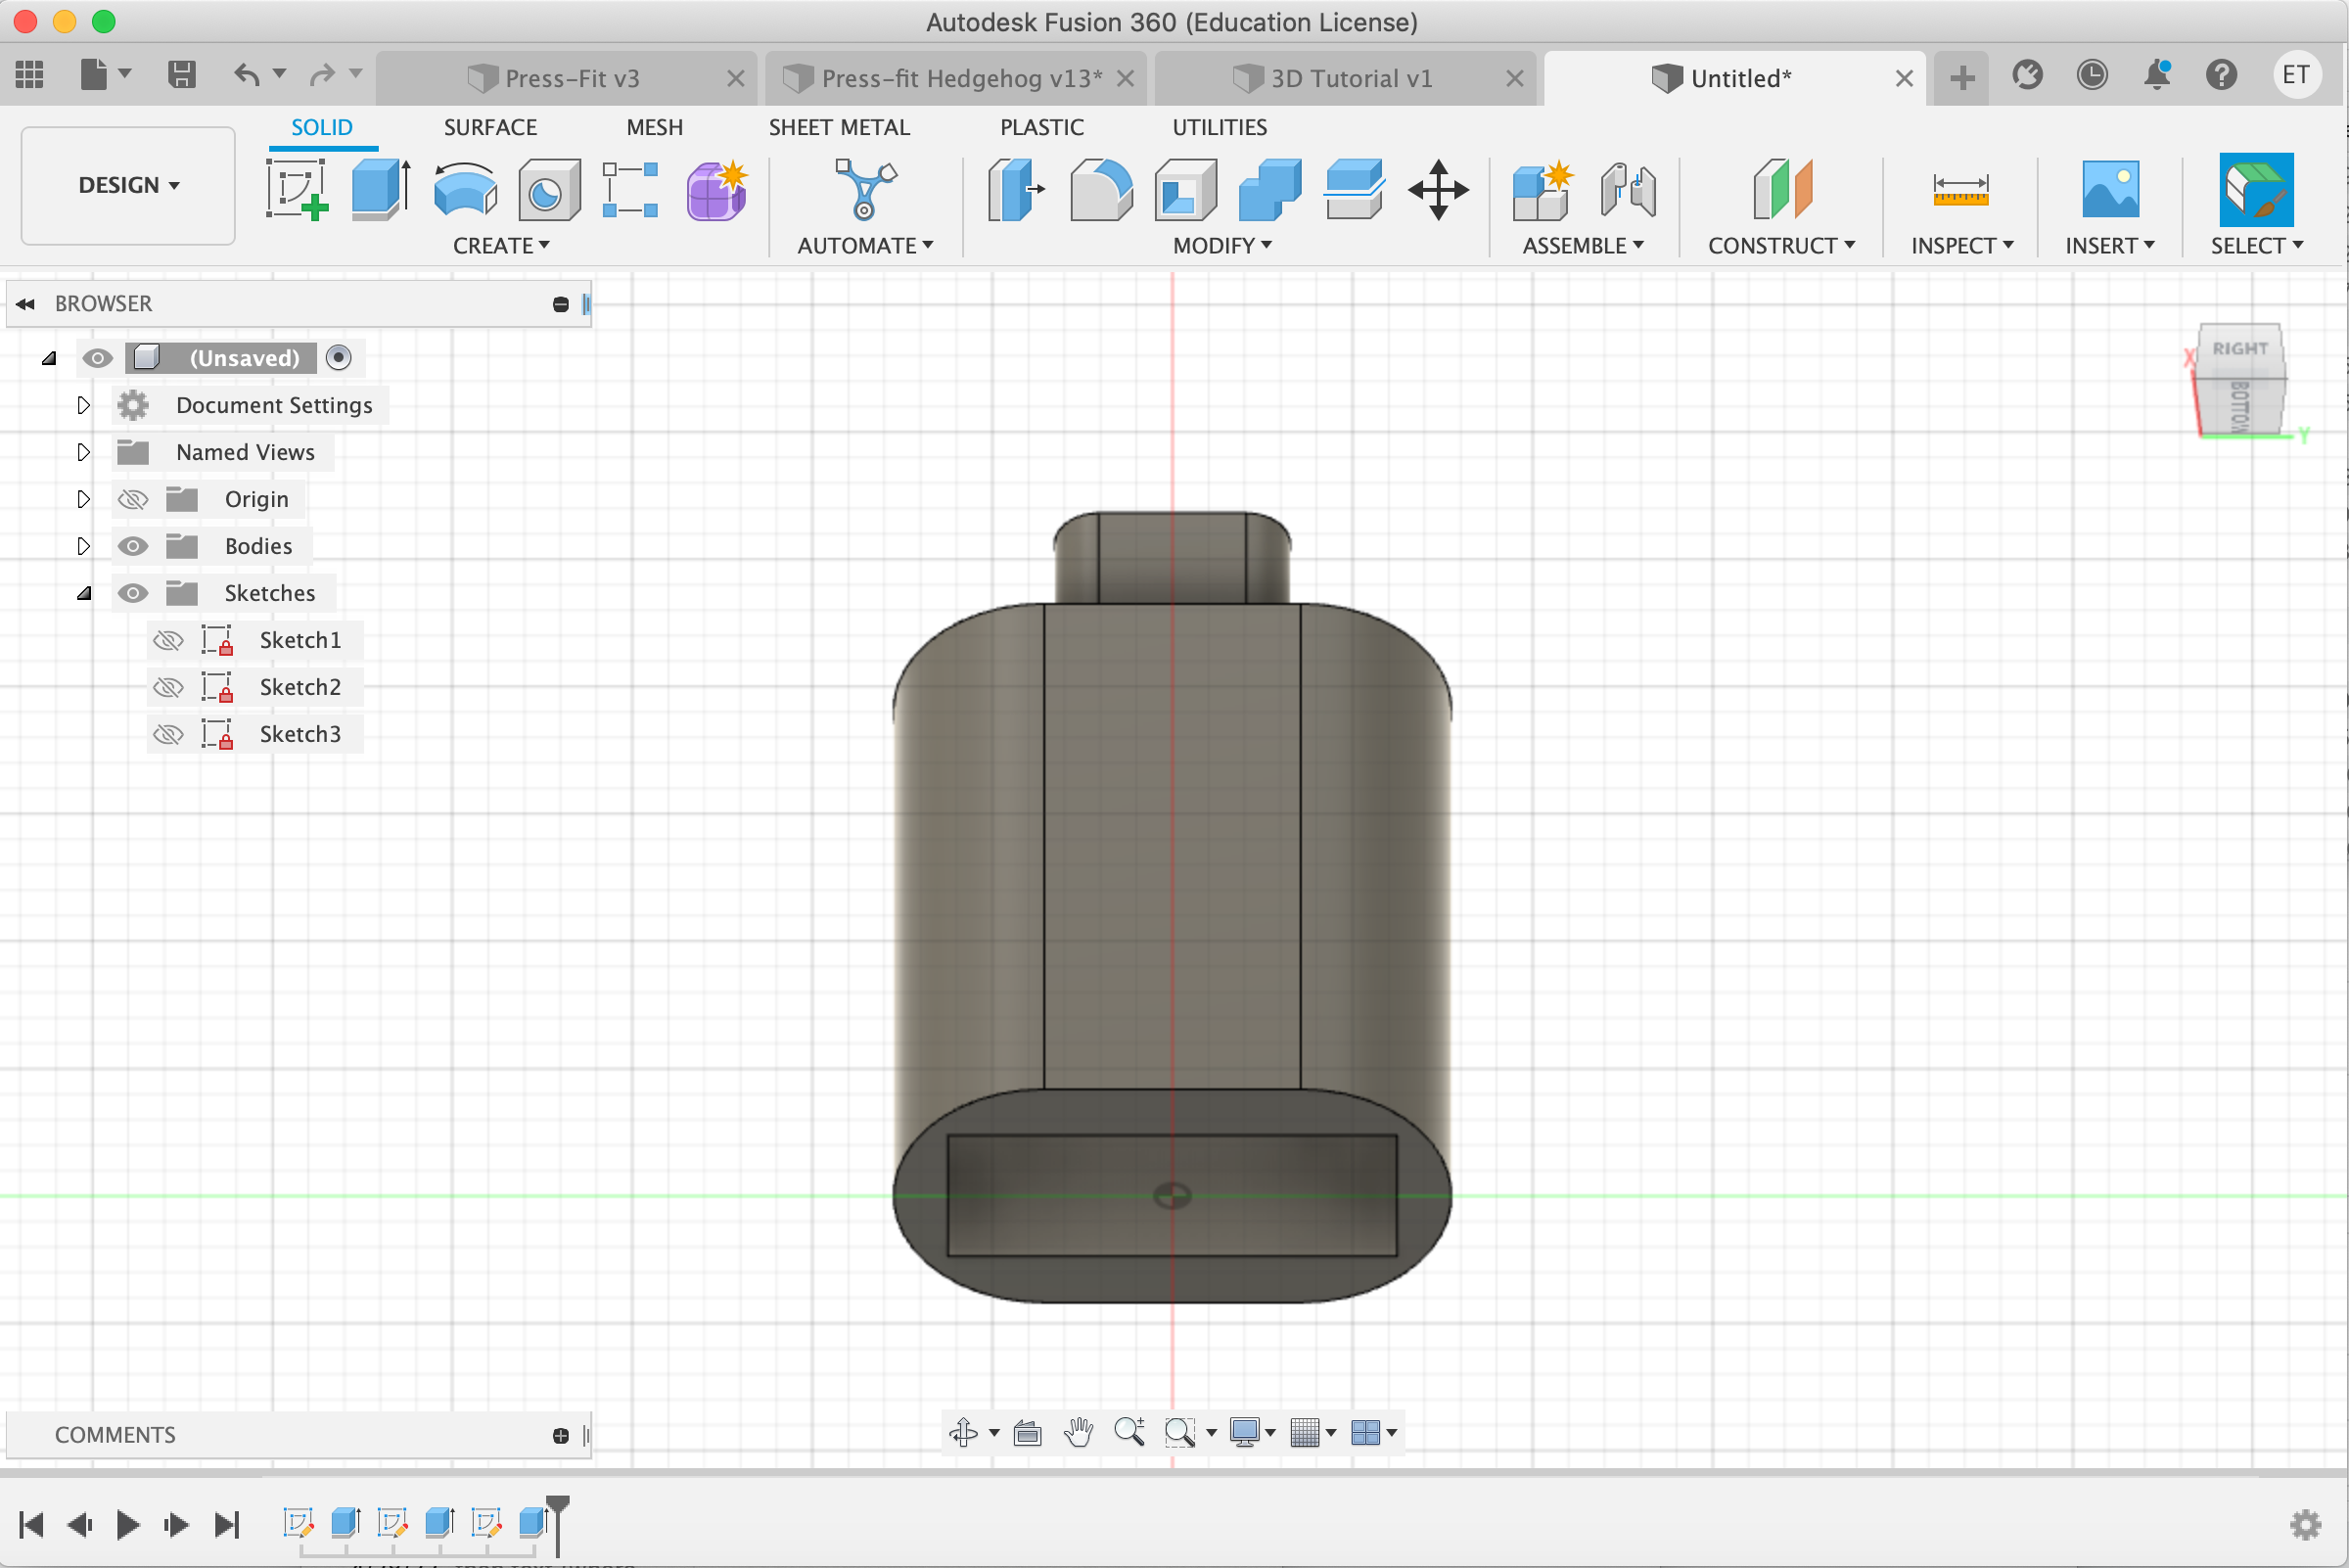 Autodesk Fusion 360 (Education License)
Press-Fit v3
Press-fit Hedgehog v13*
3D Tutorial v1
Untitled*
ET
DESIGN
SOLID
SURFACE
MESH
SHEET METAL
PLASTIC
UTILITIES
CREATE
AUTOMATE
MODIFY
ASSEMBLE
CONSTRUCT
INSPECT
INSERT
SELECT
BROWSER
(Unsaved)
Document Settings
Named Views
Origin
Bodies
Sketches
Sketch1
Sketch2
Sketch3
RIGHT
X
Y
COMMENTS